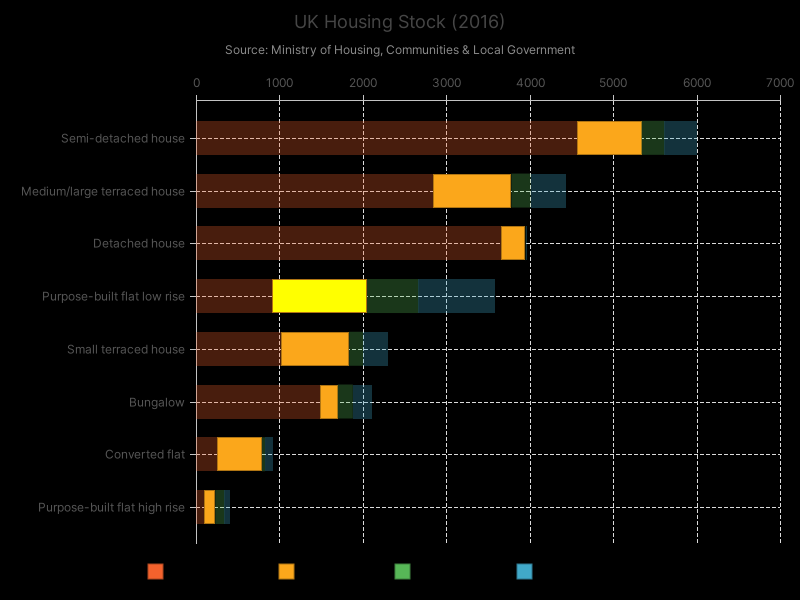 UK Housing Stock (2016)
Source: Ministry of Housing, Communities & Local Government
0 1000 2000 3000 4000 5000 6000 7000
Semi-detached house
Medium/large terraced house
Detached house
Purpose-built flat low rise
Small terraced house
Bungalow
Converted flat
Purpose-built flat high rise